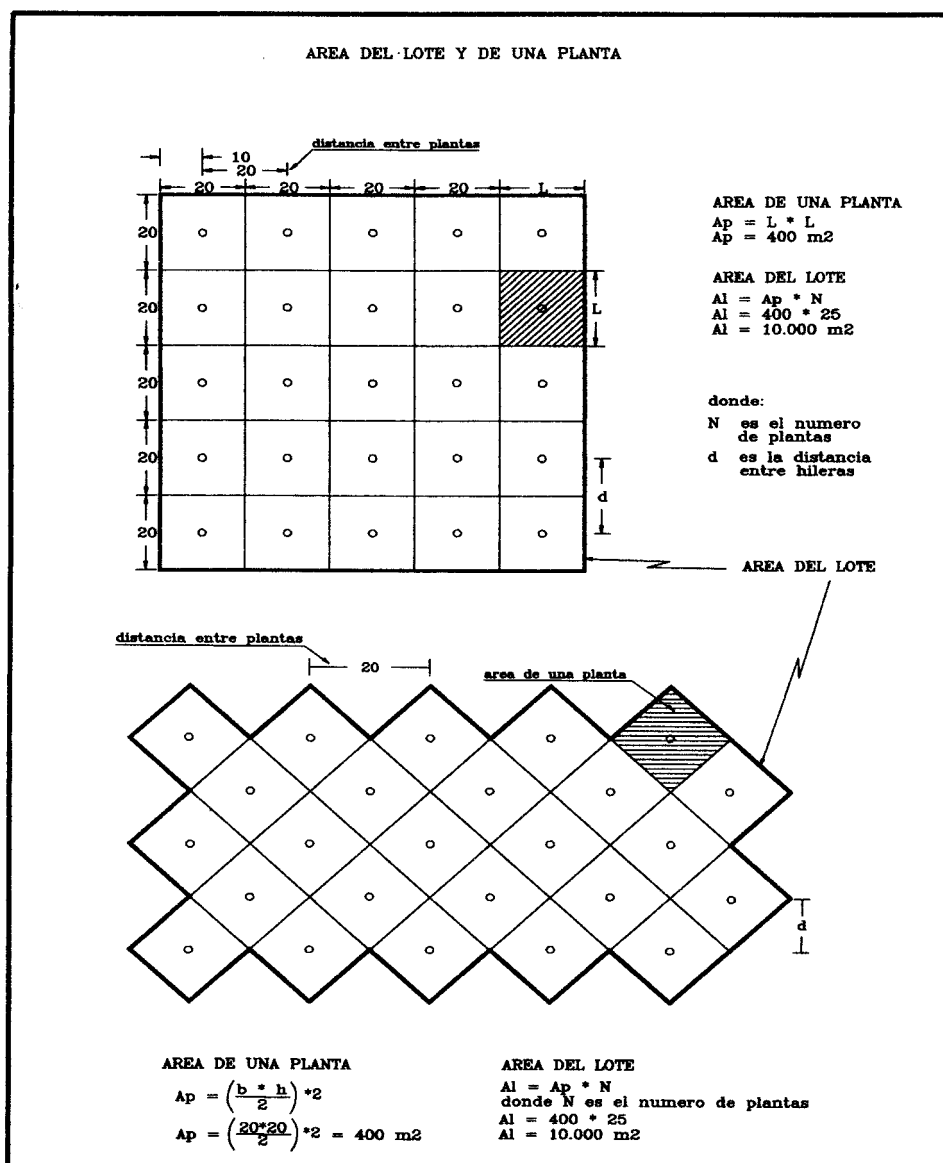 AREA DEL LOTE Y DE UNA PLANTA
distancia entre plantas
10
20
20 20 20 20 L
20
20
20
20
20
L
d
AREA DE UNA PLANTA
Ap = L * L
Ap = 400 m2
AREA DEL LOTE
Al = Ap * N
Al = 400 * 25
Al = 10.000 m2
donde:
N es el numero
de plantas
d es la distancia
entre hileras
AREA DEL LOTE
distancia entre plantas
20
area de una planta
d
AREA DE UNA PLANTA
Ap = (b * h / 2) *2
Ap = (20*20 / 2) *2 = 400 m2
AREA DEL LOTE
Al = Ap * N
donde N es el numero de plantas
Al = 400 * 25
Al = 10.000 m2